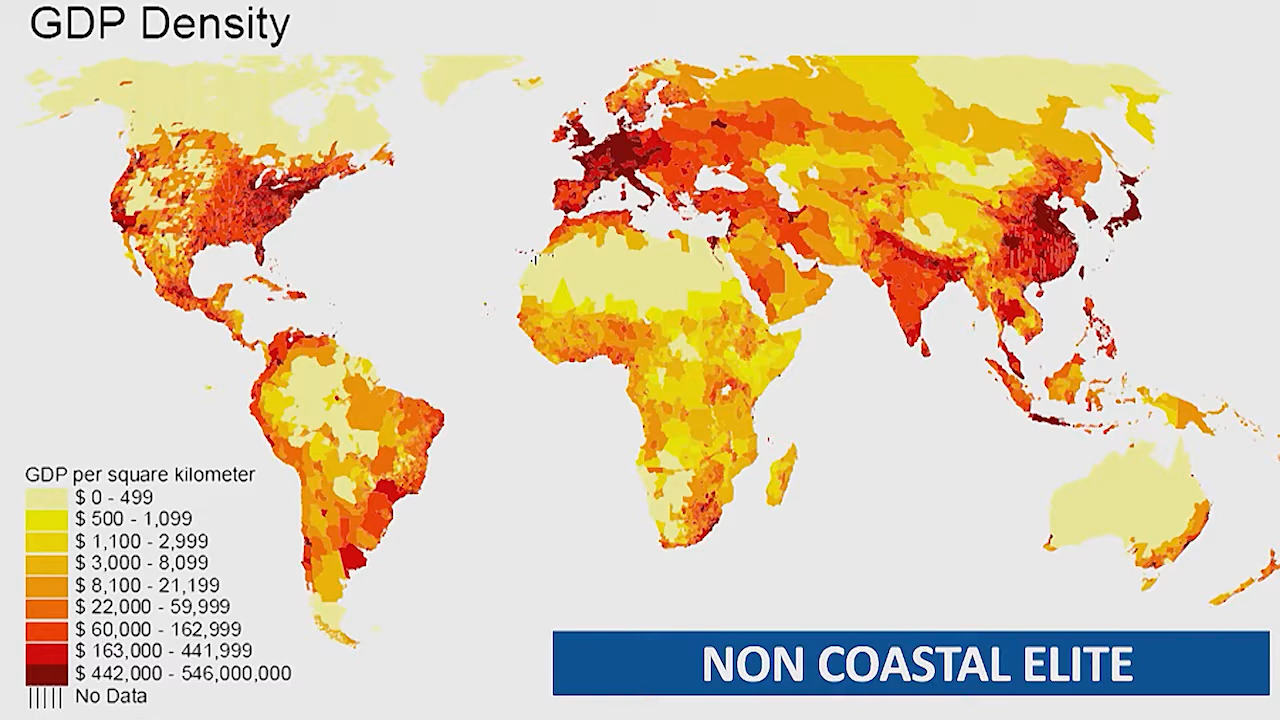 GDP Density
GDP per square kilometer
$ 0 - 499
$ 500 - 1,099
$ 1,100 - 2,999
$ 3,000 - 8,099
$ 8,100 - 21,199
$ 22,000 - 59,999
$ 60,000 - 162,999
$ 163,000 - 441,999
$ 442,000 - 546,000,000
No Data
NON COASTAL ELITE